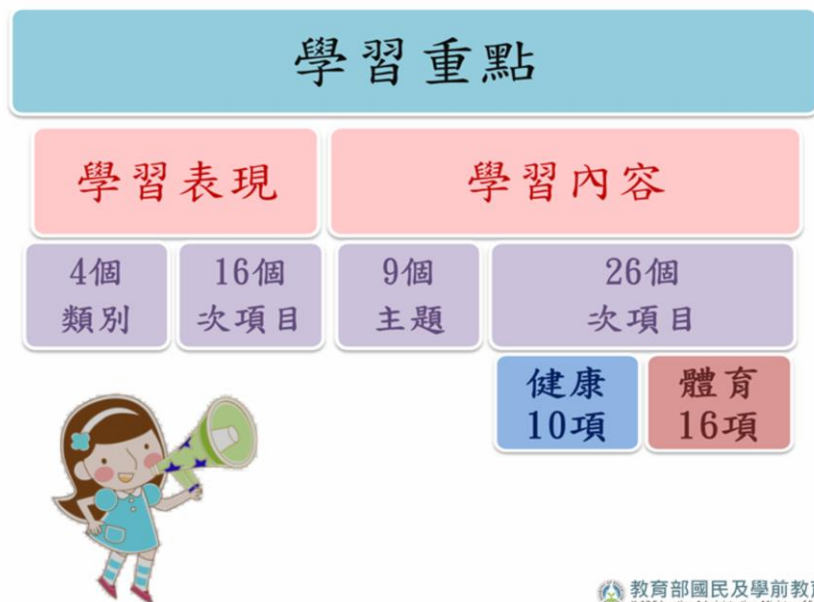 學習重點
學習表現
學習內容
4個
類別
16個
次項目
9個
主題
26個
次項目
健康
10項
體育
16項
教育部國民及學前教